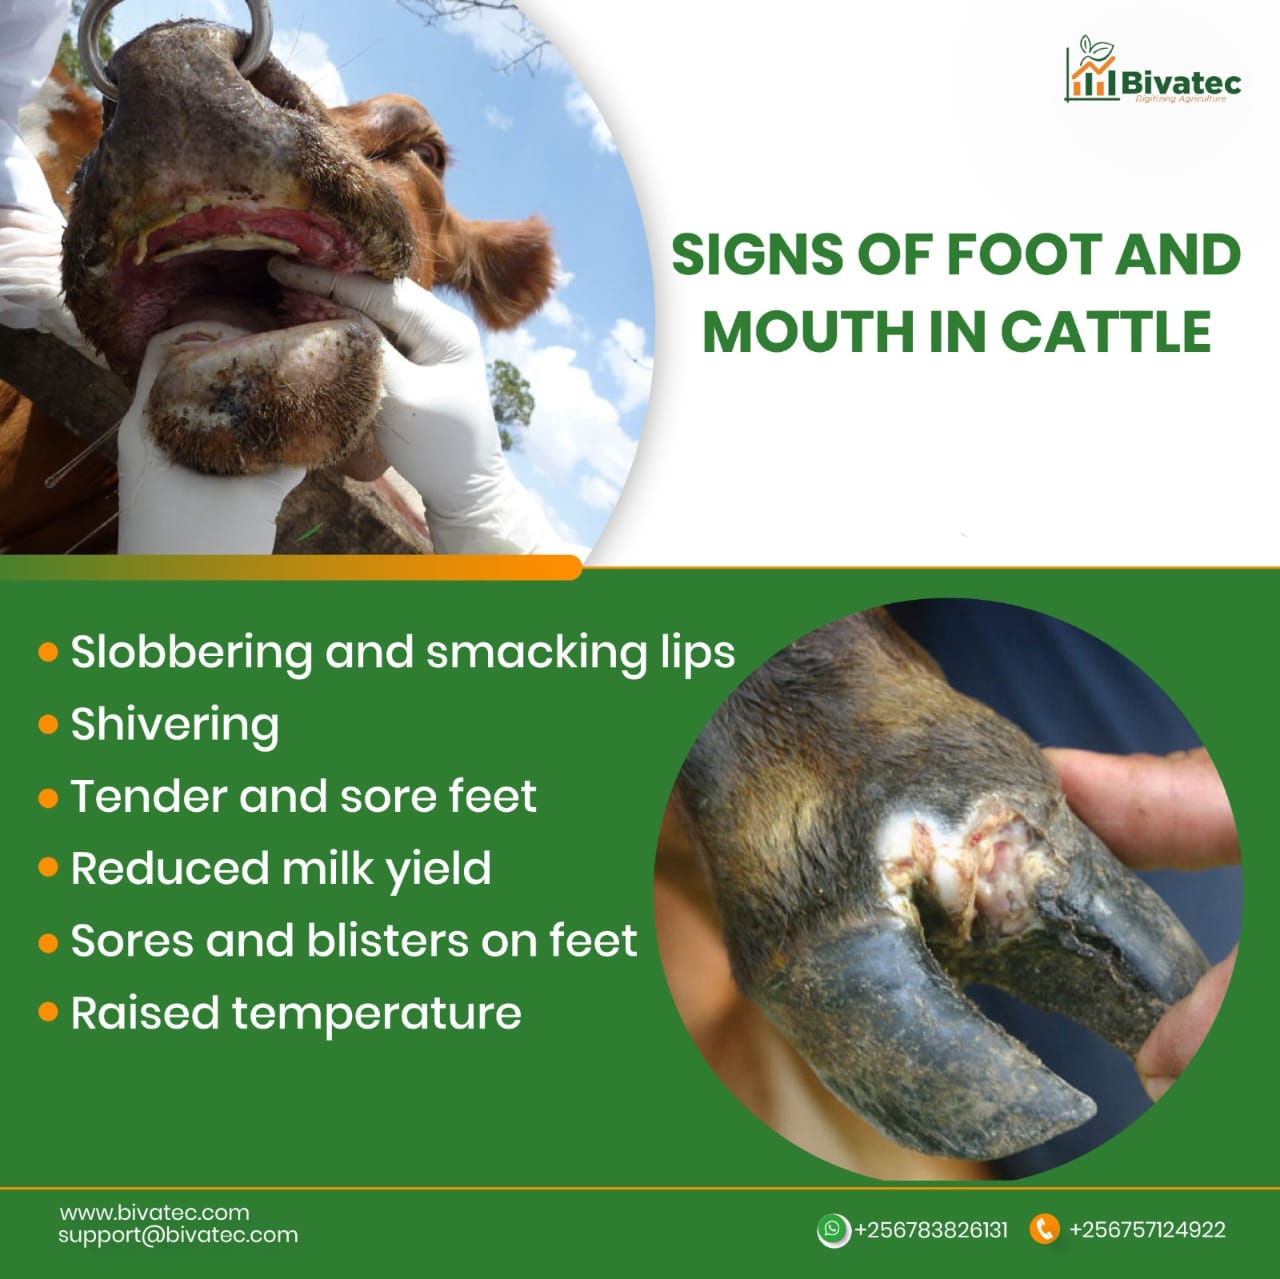 Bivatec
Digitizing Agriculture
SIGNS OF FOOT AND
MOUTH IN CATTLE
Slobbering and smacking lips
Shivering
Tender and sore feet
Reduced milk yield
Sores and blisters on feet
Raised temperature
www.bivatec.com
support@bivatec.com
+256783826131
+256757124922